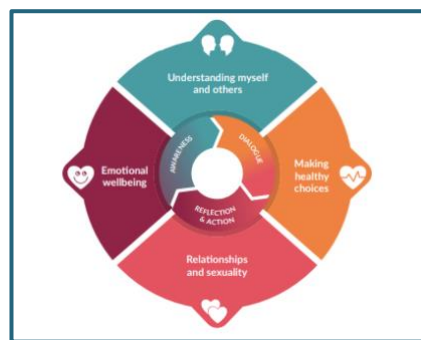 Understanding myself
and others
AWARENESS
DIALOGUE
Emotional
wellbeing
Making
healthy
choices
REFLECTION
& ACTION
Relationships
and sexuality